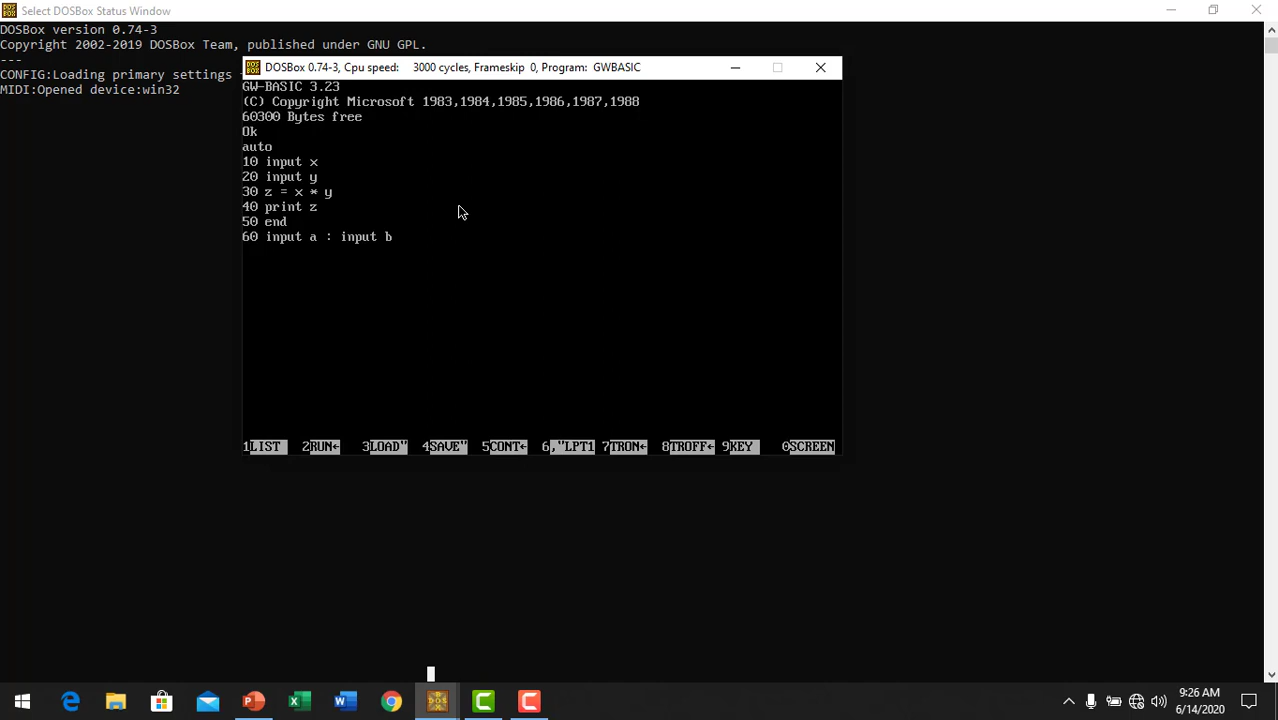 Select DOSBox Status Window
DOSBox version 0.74-3
Copyright 2002-2019 DOSBox Team, published under GNU GPL.
---
CONFIG:Loading primary settings
MIDI:Opened device:win32
DOSBox 0.74-3, Cpu speed:    3000 cycles, Frameskip  0, Program:  GWBASIC
GW-BASIC 3.23
(C) Copyright Microsoft 1983,1984,1985,1986,1987,1988
60300 Bytes free
Ok
auto
10 input x
20 input y
30 z = x * y
40 print z
50 end
60 input a : input b
1LIST  2RUN←  3LOAD"  4SAVE"  5CONT←  6,"LPT1 7TRON←  8TROFF← 9KEY   0SCREEN
9:26 AM
6/14/2020